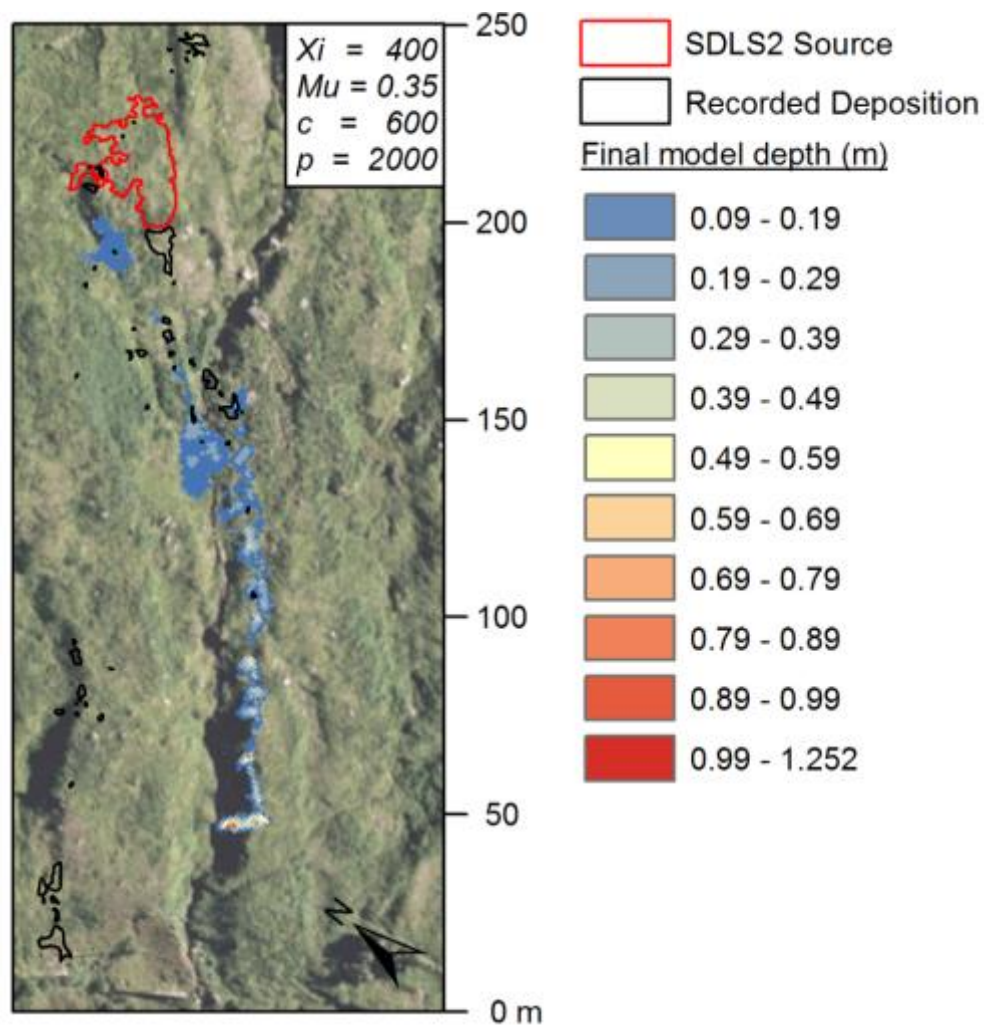 Xi = 400
Mu = 0.35
c = 600
p = 2000
250
200
150
100
50
0 m
N
SDLS2 Source
Recorded Deposition
Final model depth (m)
0.09 - 0.19
0.19 - 0.29
0.29 - 0.39
0.39 - 0.49
0.49 - 0.59
0.59 - 0.69
0.69 - 0.79
0.79 - 0.89
0.89 - 0.99
0.99 - 1.252